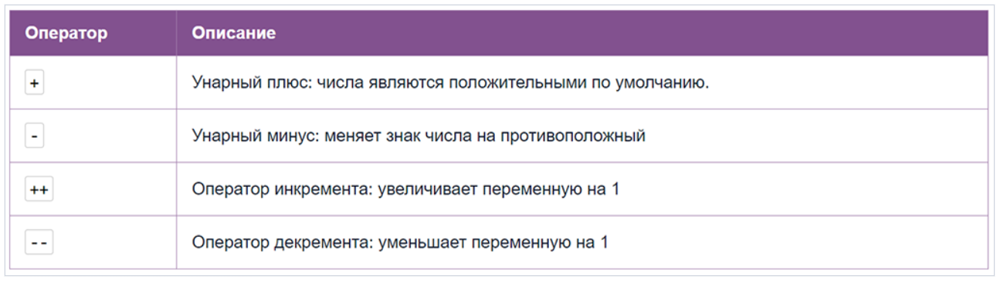 Оператор Описание
+ Унарный плюс: числа являются положительными по умолчанию.
- Унарный минус: меняет знак числа на противоположный
++ Оператор инкремента: увеличивает переменную на 1
-- Оператор декремента: уменьшает переменную на 1